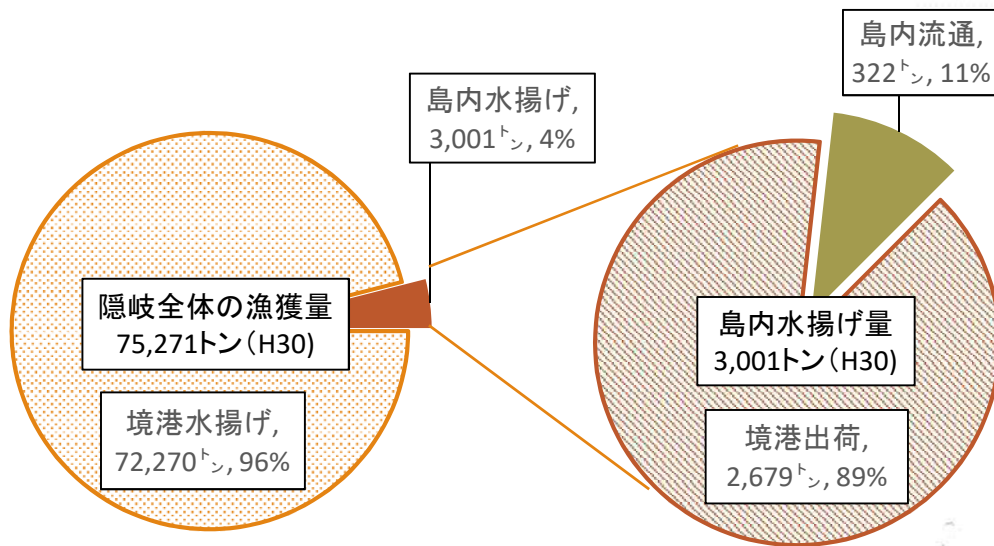 島内流通,
322㌧, 11%
島内水揚げ,
3,001㌧, 4%
隠岐全体の漁獲量
75,271トン（H30)
島内水揚げ量
3,001トン（H30)
境港水揚げ,
72,270㌧, 96%
境港出荷,
2,679㌧, 89%